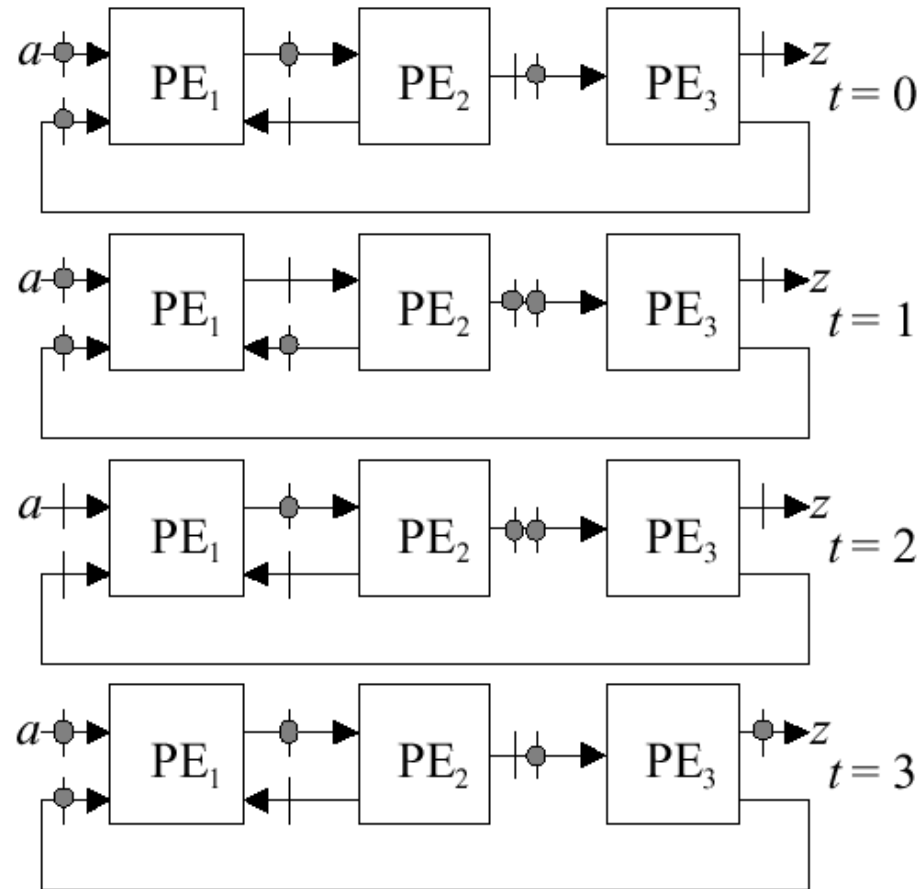 a PE₁ PE₂ PE₃ z
t = 0
a PE₁ PE₂ PE₃ z
t = 1
a PE₁ PE₂ PE₃ z
t = 2
a PE₁ PE₂ PE₃ z
t = 3